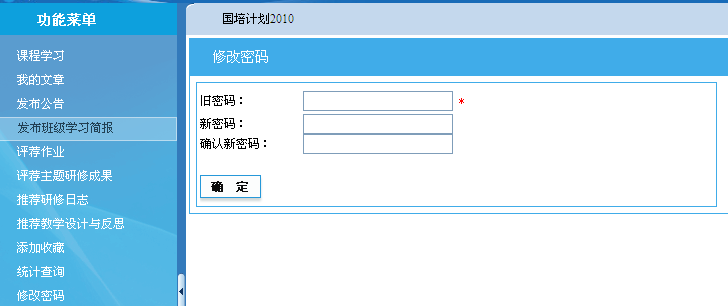 功能菜单
课程学习
我的文章
发布公告
发布班级学习简报
评荐作业
评荐主题研修成果
推荐研修日志
推荐教学设计与反思
添加收藏
统计查询
修改密码
国培计划2010
修改密码
旧密码： *
新密码：
确认新密码：
确 定